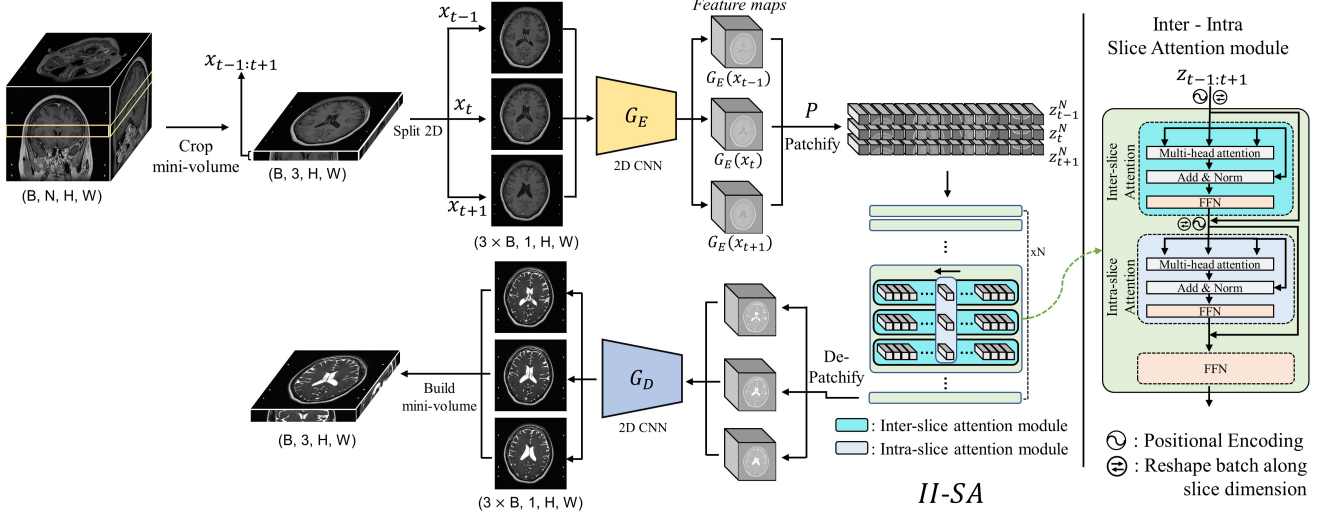 (B, N, H, W)
Crop
mini-volume
x_{t−1:t+1}
(B, 3, H, W)
Split 2D
x_{t−1}
x_t
x_{t+1}
(3 × B, 1, H, W)
G_E
2D CNN
Feature maps
G_E(x_{t−1})
G_E(x_t)
G_E(x_{t+1})
P
Patchify
z^N_{t−1}
z^N_t
z^N_{t+1}
xN
De-
Patchify
: Inter-slice attention module
: Intra-slice attention module
II-SA
G_D
2D CNN
(3 × B, 1, H, W)
Build
mini-volume
(B, 3, H, W)
Inter - Intra
Slice Attention module
z_{t−1:t+1}
Inter-slice
Attention
Multi-head attention
Add & Norm
FFN
Intra-slice
Attention
Multi-head attention
Add & Norm
FFN
FFN
: Positional Encoding
: Reshape batch along
slice dimension